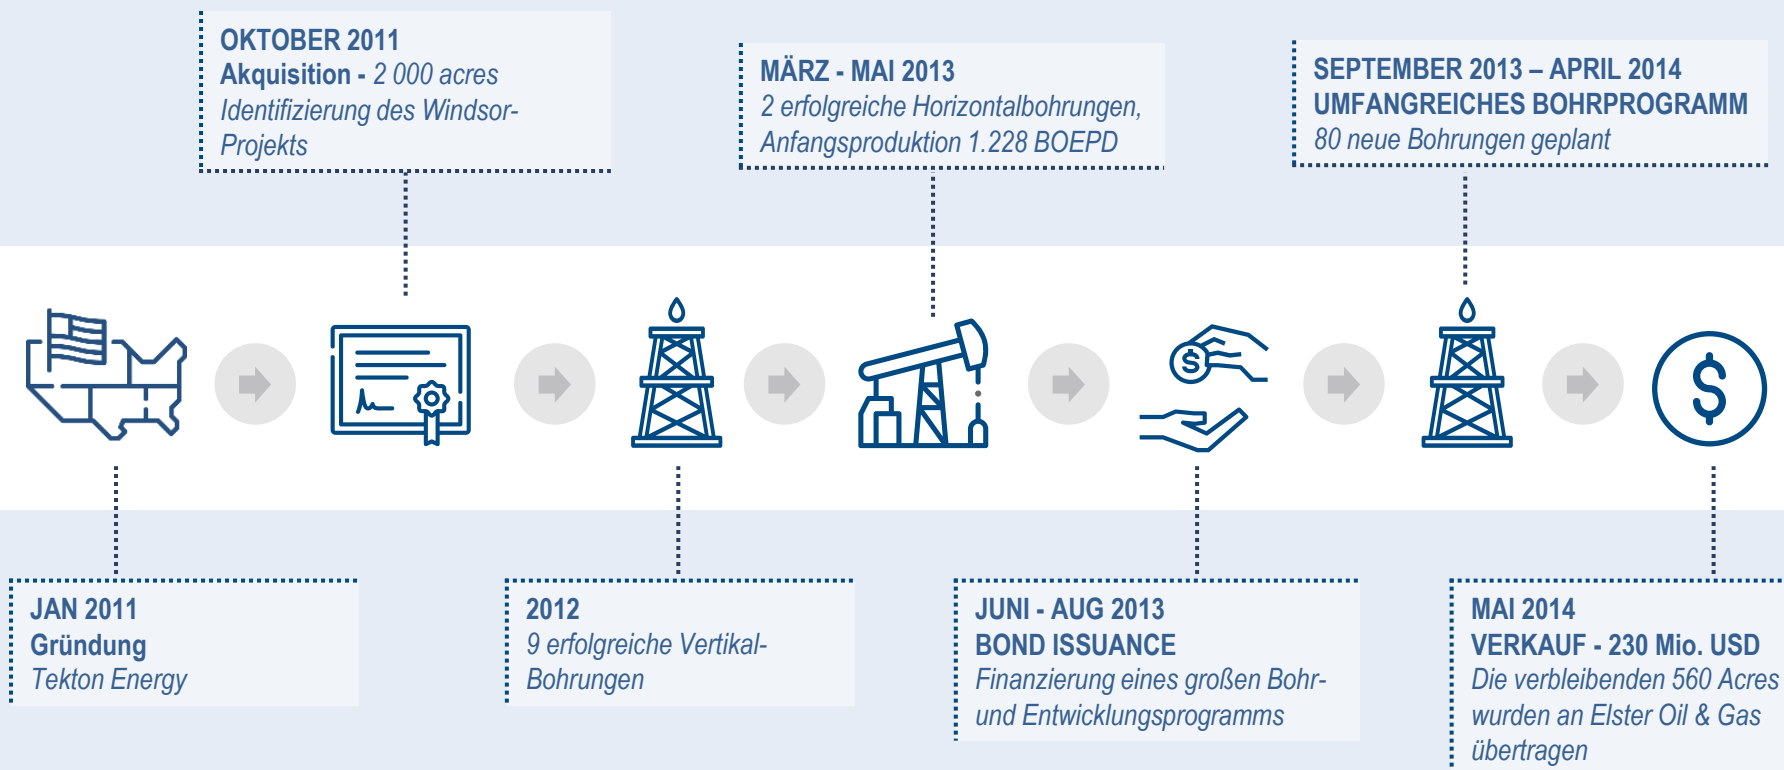 OKTOBER 2011
Akquisition - 2 000 acres
Identifizierung des Windsor-
Projekts
MÄRZ - MAI 2013
2 erfolgreiche Horizontalbohrungen,
Anfangsproduktion 1.228 BOEPD
SEPTEMBER 2013 – APRIL 2014
UMFANGREICHES BOHRPROGRAMM
80 neue Bohrungen geplant
$
$
JAN 2011
Gründung
Tekton Energy
2012
9 erfolgreiche Vertikal-
Bohrungen
JUNI - AUG 2013
BOND ISSUANCE
Finanzierung eines großen Bohr-
und Entwicklungsprogramms
MAI 2014
VERKAUF - 230 Mio. USD
Die verbleibenden 560 Acres
wurden an Elster Oil & Gas
übertragen